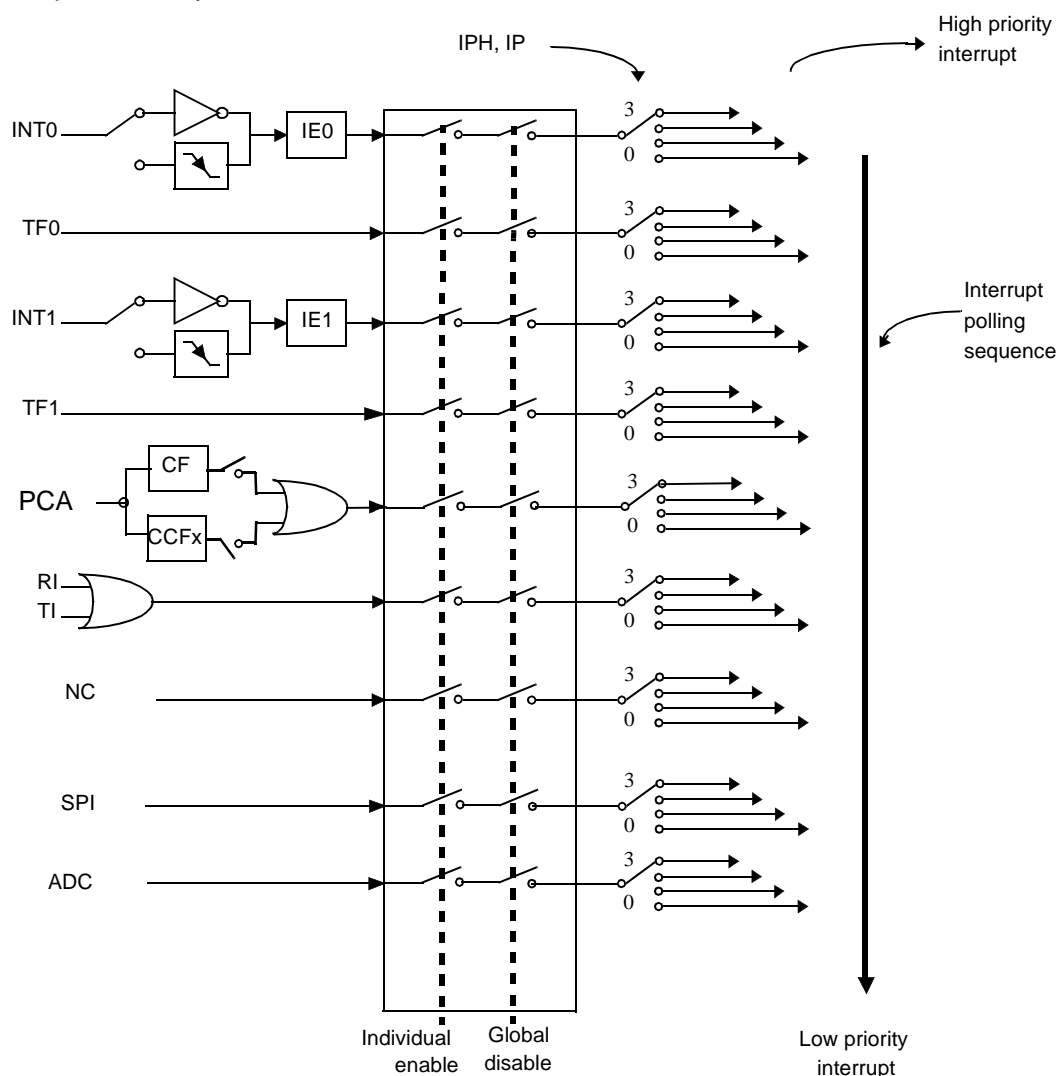 High priority
interrupt
IPH, IP
INT0
IE0
3
0
TF0
3
0
INT1
IE1
3
0
Interrupt
polling
sequence
TF1
3
0
PCA
CF
CCFx
3
0
RI
TI
3
0
NC
3
0
SPI
3
0
ADC
3
0
Individual
enable
Global
disable
Low priority
interrupt